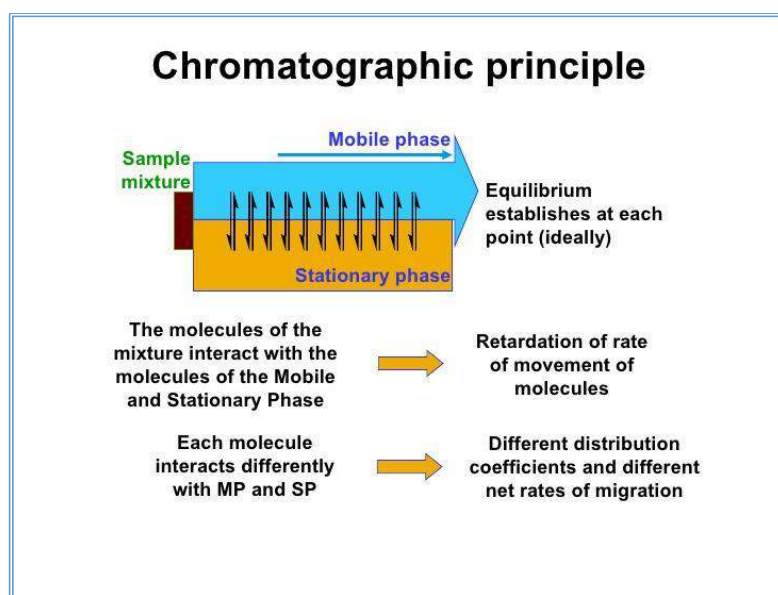 Chromatographic principle
Mobile phase
Sample
mixture
Equilibrium
establishes at each
point (ideally)
Stationary phase
The molecules of the
mixture interact with the
molecules of the Mobile
and Stationary Phase
Retardation of rate
of movement of
molecules
Each molecule
interacts differently
with MP and SP
Different distribution
coefficients and different
net rates of migration